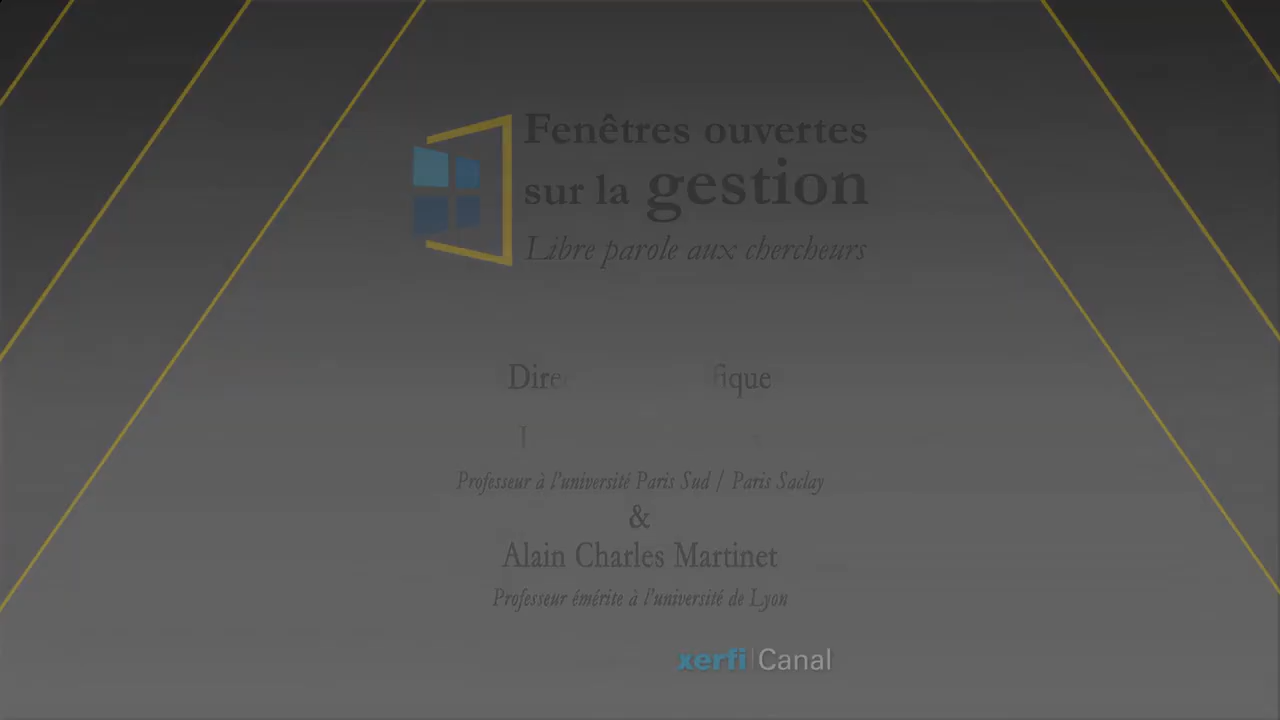 Fenêtres ouvertes
sur la gestion
Libre parole aux chercheurs
Professeur à l'université Paris Sud / Paris Saclay
&
Alain Charles Martinet
Professeur émérite à l'université de Lyon
xerfi Canal